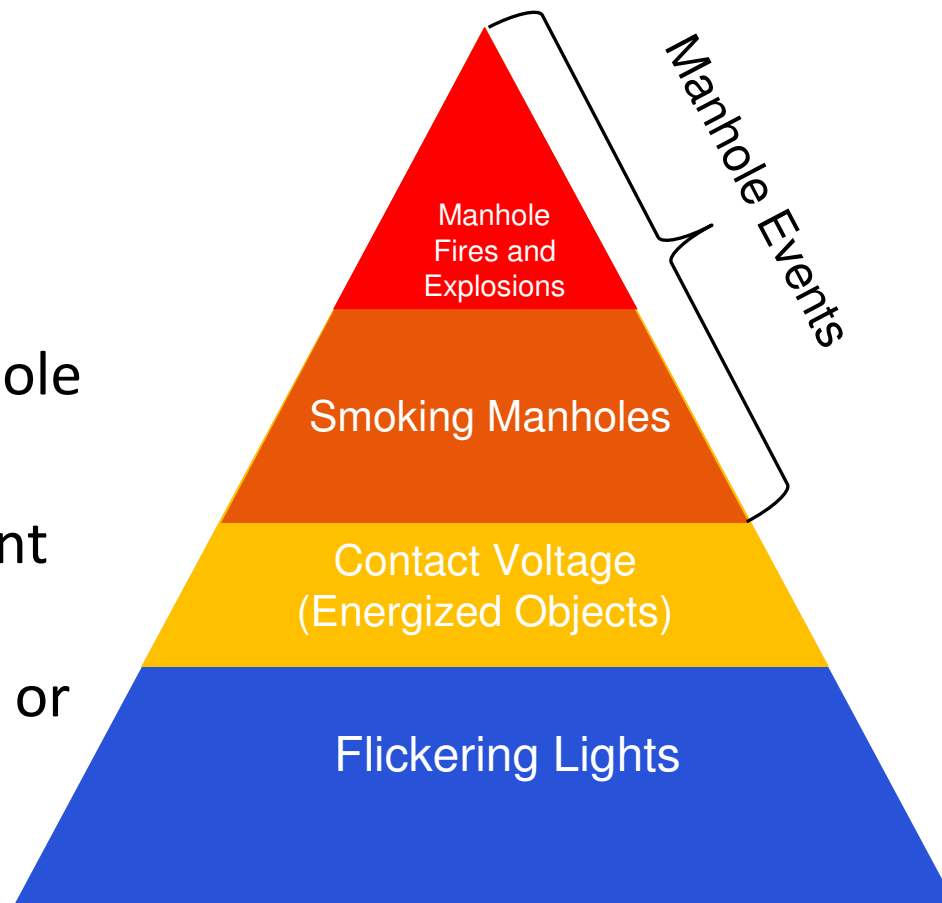 Manhole Events
Manhole
Fires and
Explosions
ole
Smoking Manholes
nt
Contact Voltage
(Energized Objects)
or
Flickering Lights